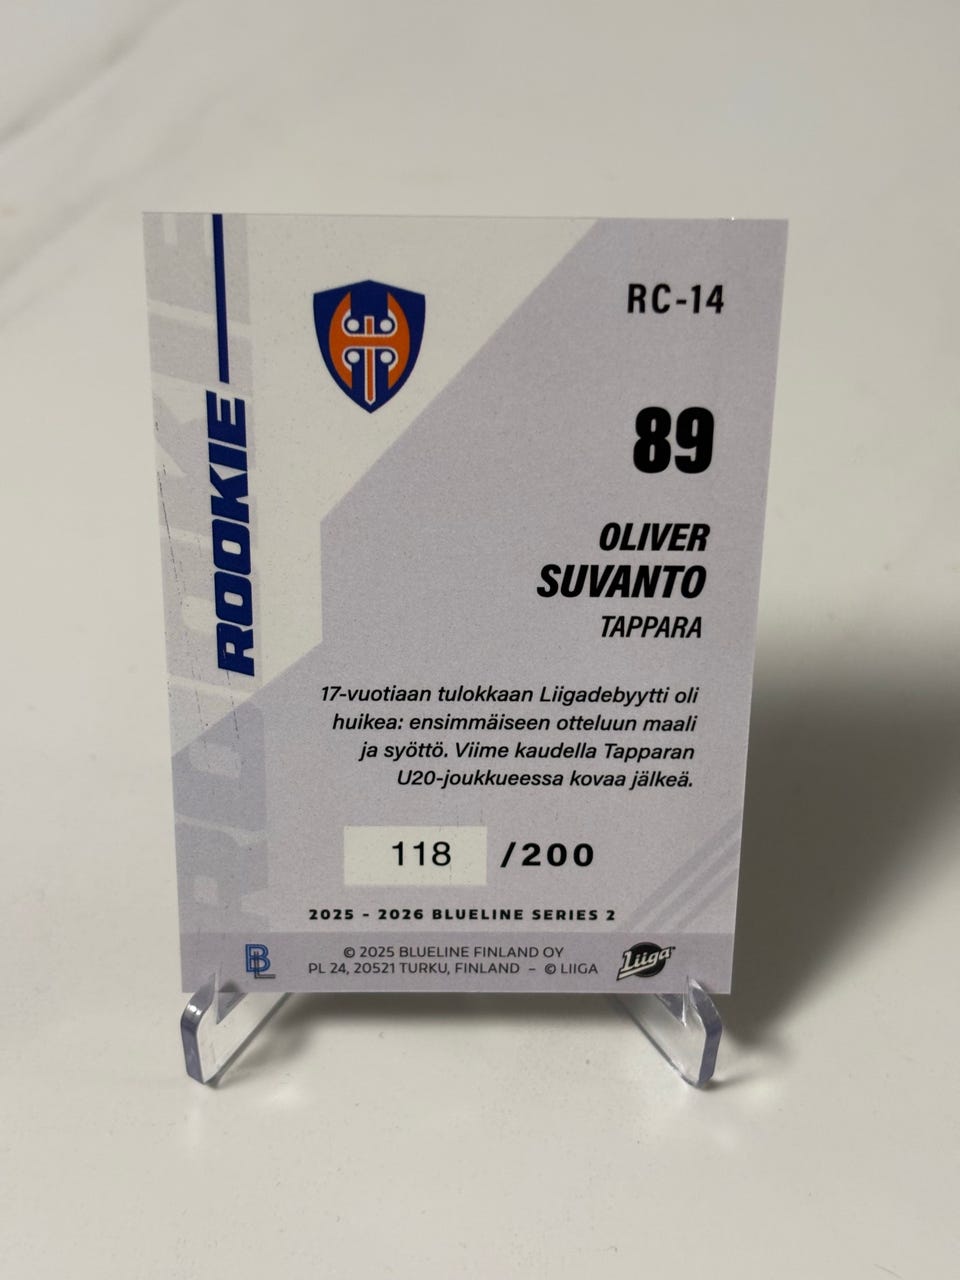 ROOKIE
RC-14
89
OLIVER
SUVANTO
TAPPARA
17-vuotiaan tulokkaan Liigadebyytti oli
huikea: ensimmäiseen otteluun maali
ja syöttö. Viime kaudella Tapparan
U20-joukkueessa kovaa jälkeä.
118 /200
2025 - 2026 BLUELINE SERIES 2
BL
© 2025 BLUELINE FINLAND OY
PL 24, 20521 TURKU, FINLAND - © LIIGA
Liiga
ROOKIE